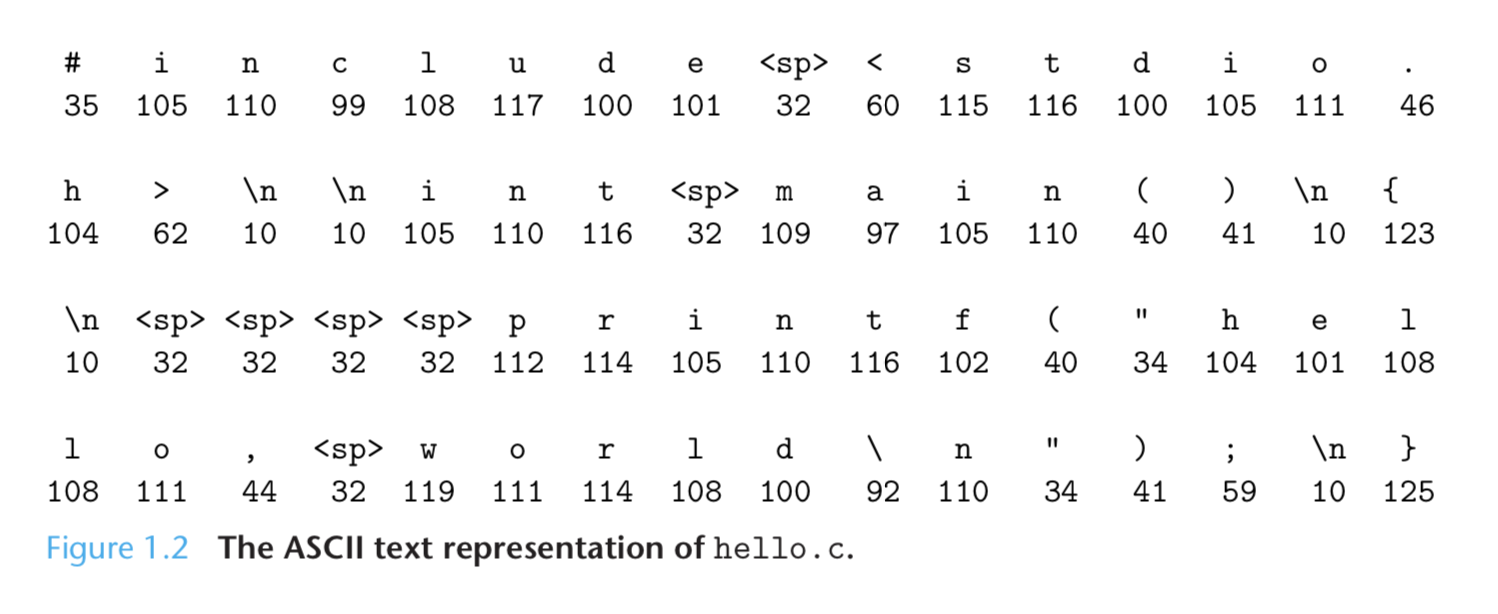 # i n c l u d e <sp> < s t d i o .
35 105 110 99 108 117 100 101 32 60 115 116 100 105 111 46
h > \n \n i n t <sp> m a i n ( ) \n {
104 62 10 10 105 110 116 32 109 97 105 110 40 41 10 123
\n <sp> <sp> <sp> <sp> p r i n t f ( " h e l
10 32 32 32 32 112 114 105 110 116 102 40 34 104 101 108
l o , <sp> w o r l d \ n " ) ; \n }
108 111 44 32 119 111 114 108 100 92 110 34 41 59 10 125
Figure 1.2 The ASCII text representation of hello.c.